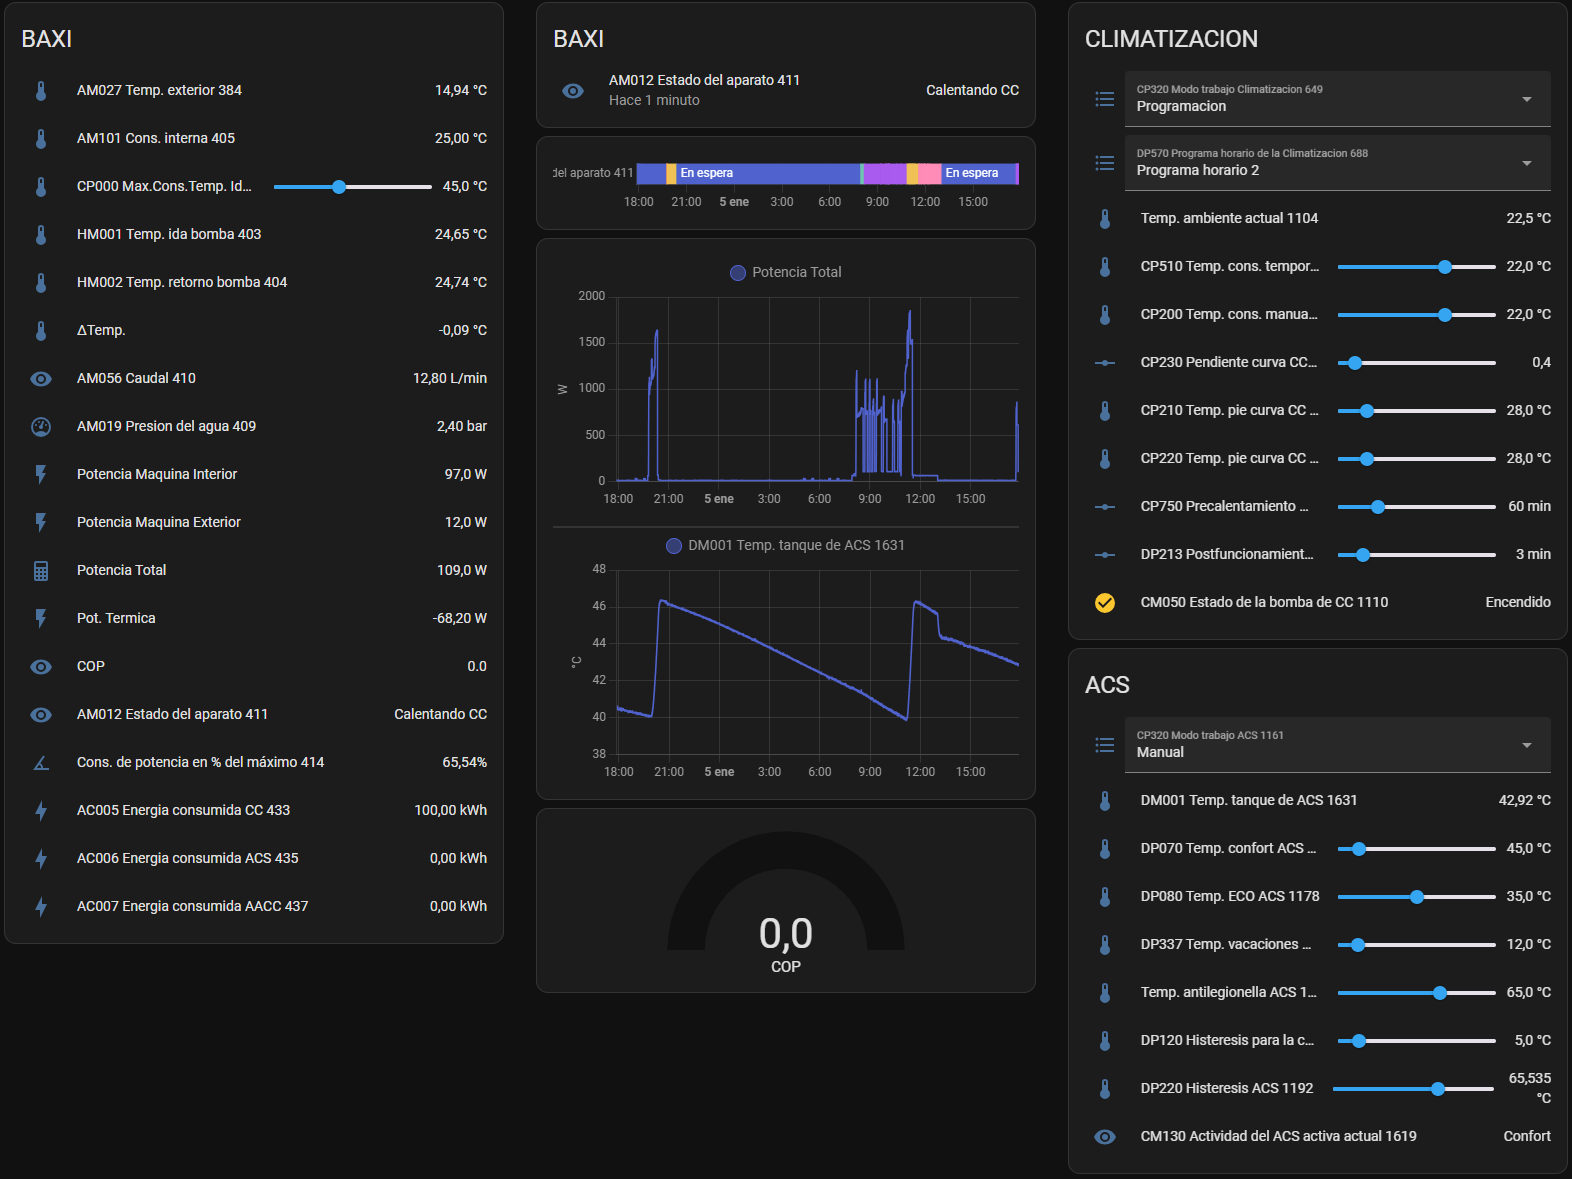 BAXI
AM027 Temp. exterior 384 14,94 °C
AM101 Cons. interna 405 25,00 °C
CP000 Max.Cons.Temp. Id... 45,0 °C
HM001 Temp. ida bomba 403 24,65 °C
HM002 Temp. retorno bomba 404 24,74 °C
ΔTemp. -0,09 °C
AM056 Caudal 410 12,80 L/min
AM019 Presion del agua 409 2,40 bar
Potencia Maquina Interior 97,0 W
Potencia Maquina Exterior 12,0 W
Potencia Total 109,0 W
Pot. Termica -68,20 W
COP 0.0
AM012 Estado del aparato 411 Calentando CC
Cons. de potencia en % del máximo 414 65,54%
AC005 Energia consumida CC 433 100,00 kWh
AC006 Energia consumida ACS 435 0,00 kWh
AC007 Energia consumida AACC 437 0,00 kWh
BAXI
AM012 Estado del aparato 411 Calentando CC
Hace 1 minuto
del aparato 411 En espera En espera
18:00 21:00 5 ene 3:00 6:00 9:00 12:00 15:00
Potencia Total
2000
1500
W
1000
500
0
18:00 21:00 5 ene 3:00 6:00 9:00 12:00 15:00
DM001 Temp. tanque de ACS 1631
48
46
44
°C
42
40
38
18:00 21:00 5 ene 3:00 6:00 9:00 12:00 15:00
0,0
COP
CLIMATIZACION
CP320 Modo trabajo Climatizacion 649
Programacion
DP570 Programa horario de la Climatizacion 688
Programa horario 2
Temp. ambiente actual 1104 22,5 °C
CP510 Temp. cons. tempor... 22,0 °C
CP200 Temp. cons. manua... 22,0 °C
CP230 Pendiente curva CC... 0,4
CP210 Temp. pie curva CC ... 28,0 °C
CP220 Temp. pie curva CC ... 28,0 °C
CP750 Precalentamiento ... 60 min
DP213 Postfuncionamient... 3 min
CM050 Estado de la bomba de CC 1110 Encendido
ACS
CP320 Modo trabajo ACS 1161
Manual
DM001 Temp. tanque de ACS 1631 42,92 °C
DP070 Temp. confort ACS ... 45,0 °C
DP080 Temp. ECO ACS 1178 35,0 °C
DP337 Temp. vacaciones ... 12,0 °C
Temp. antilegionella ACS 1... 65,0 °C
DP120 Histeresis para la c... 5,0 °C
DP220 Histeresis ACS 1192 65,535
°C
CM130 Actividad del ACS activa actual 1619 Confort